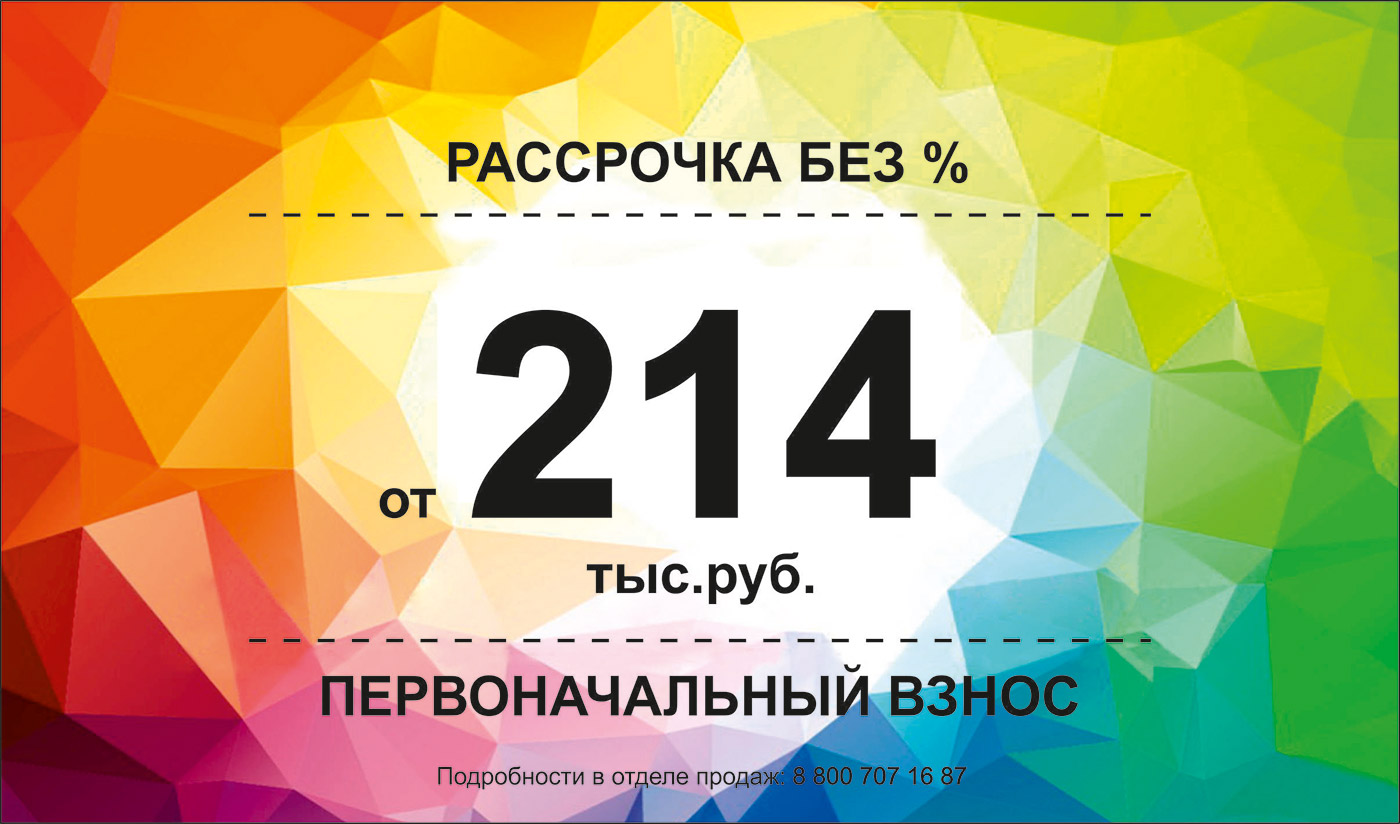 РАССРОЧКА БЕЗ %
от 214
тыс.руб.
ПЕРВОНАЧАЛЬНЫЙ ВЗНОС
Подробности в отделе продаж: 8 800 707 16 87